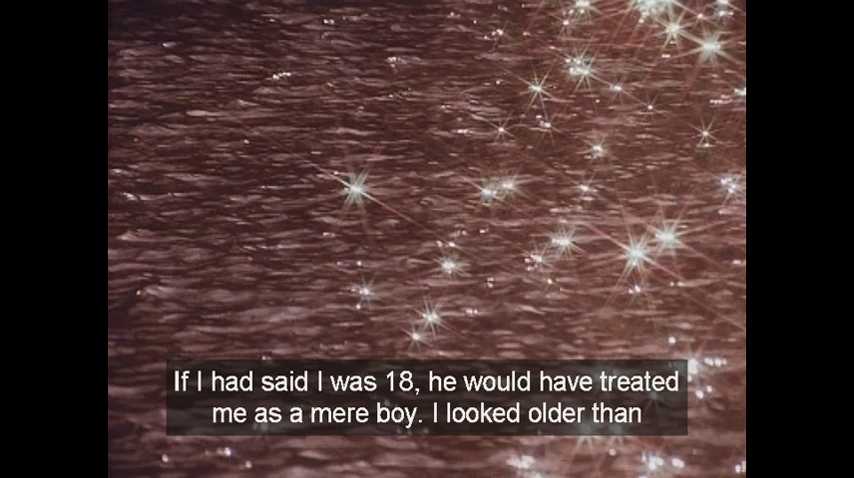 If I had said I was 18, he would have treated
me as a mere boy. I looked older than